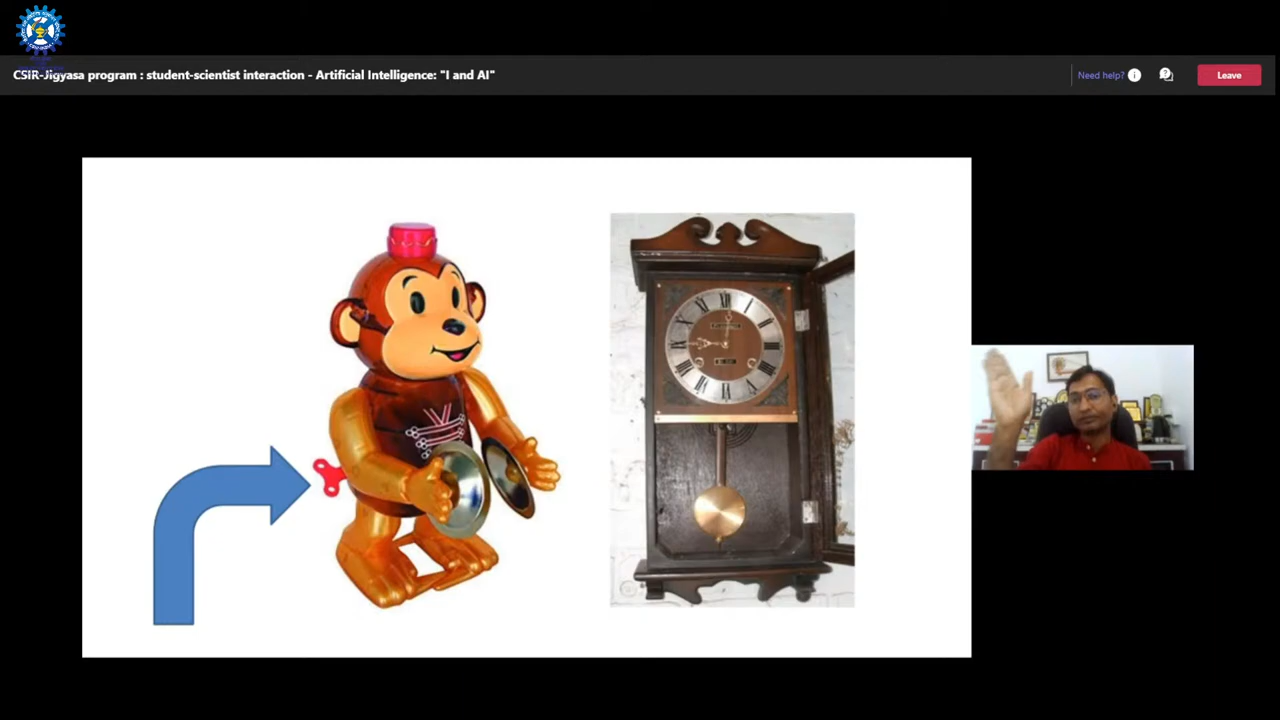 CSIR-Jigyasa program : student-scientist interaction - Artificial Intelligence: "I and AI"
Need help?
Leave